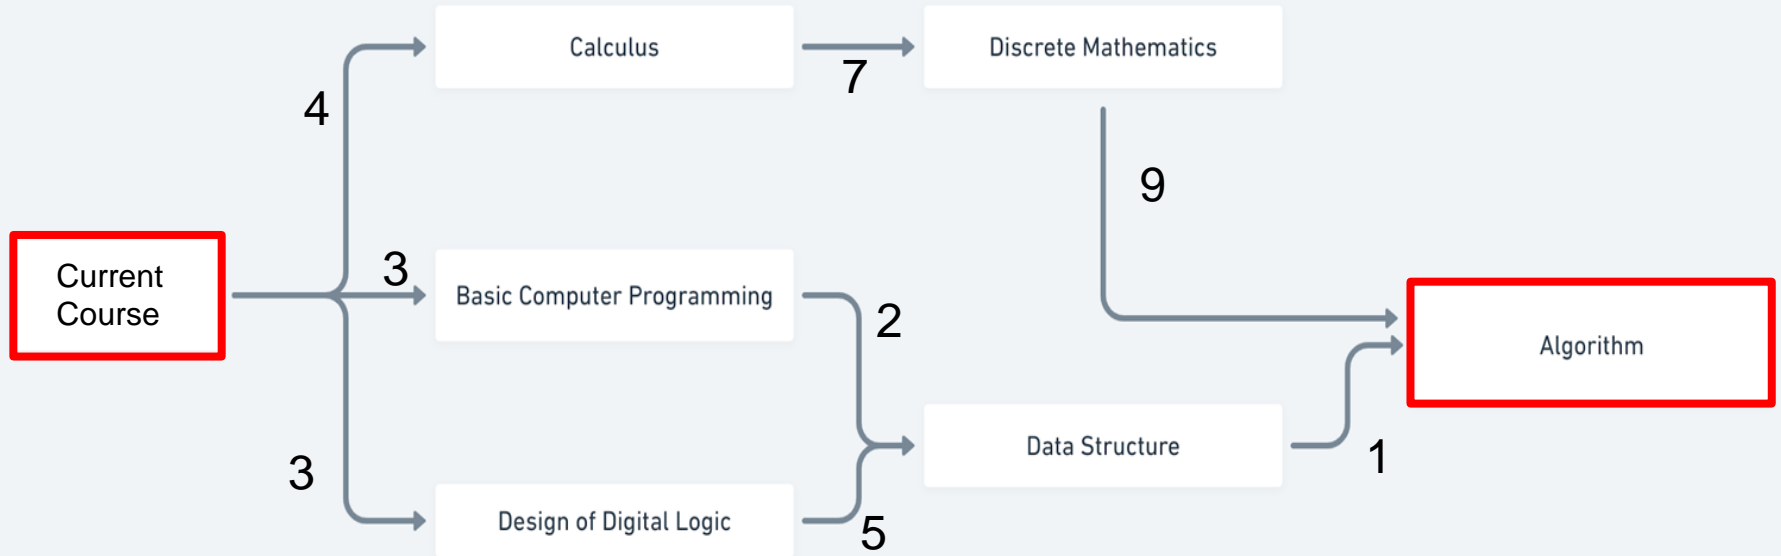 Calculus
Discrete Mathematics
7
4
9
Current
Course
3
Basic Computer Programming
2
Algorithm
Data Structure
1
3
Design of Digital Logic
5